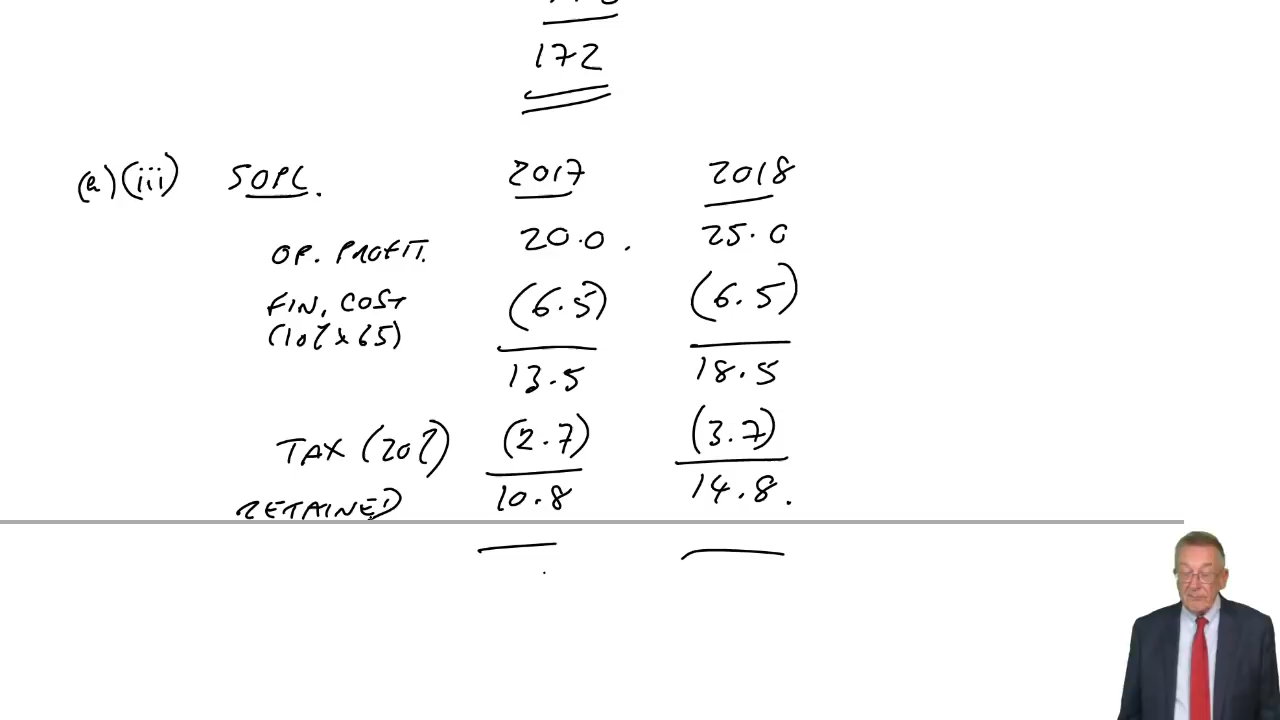 172
(a)(iii) SOPL. 2017 2018
OP. PROFIT. 20.0. 25.0
FIN. COST (6.5) (6.5)
(10% x 65)
13.5 18.5
TAX (20%) (2.7) (3.7)
RETAINED 10.8 14.8.